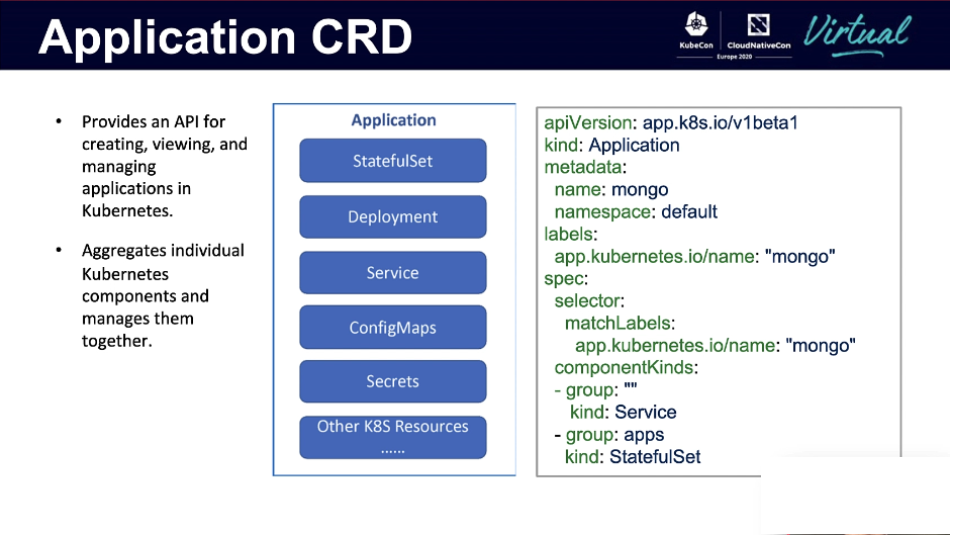 Application CRD
KubeCon
CloudNativeCon
Europe 2020
Virtual
• Provides an API for
creating, viewing, and
managing
applications in
Kubernetes.
• Aggregates individual
Kubernetes
components and
manages them
together.
Application
StatefulSet
Deployment
Service
ConfigMaps
Secrets
Other K8S Resources
......
apiVersion: app.k8s.io/v1beta1
kind: Application
metadata:
name: mongo
namespace: default
labels:
app.kubernetes.io/name: "mongo"
spec:
selector:
matchLabels:
app.kubernetes.io/name: "mongo"
componentKinds:
- group: ""
kind: Service
- group: apps
kind: StatefulSet